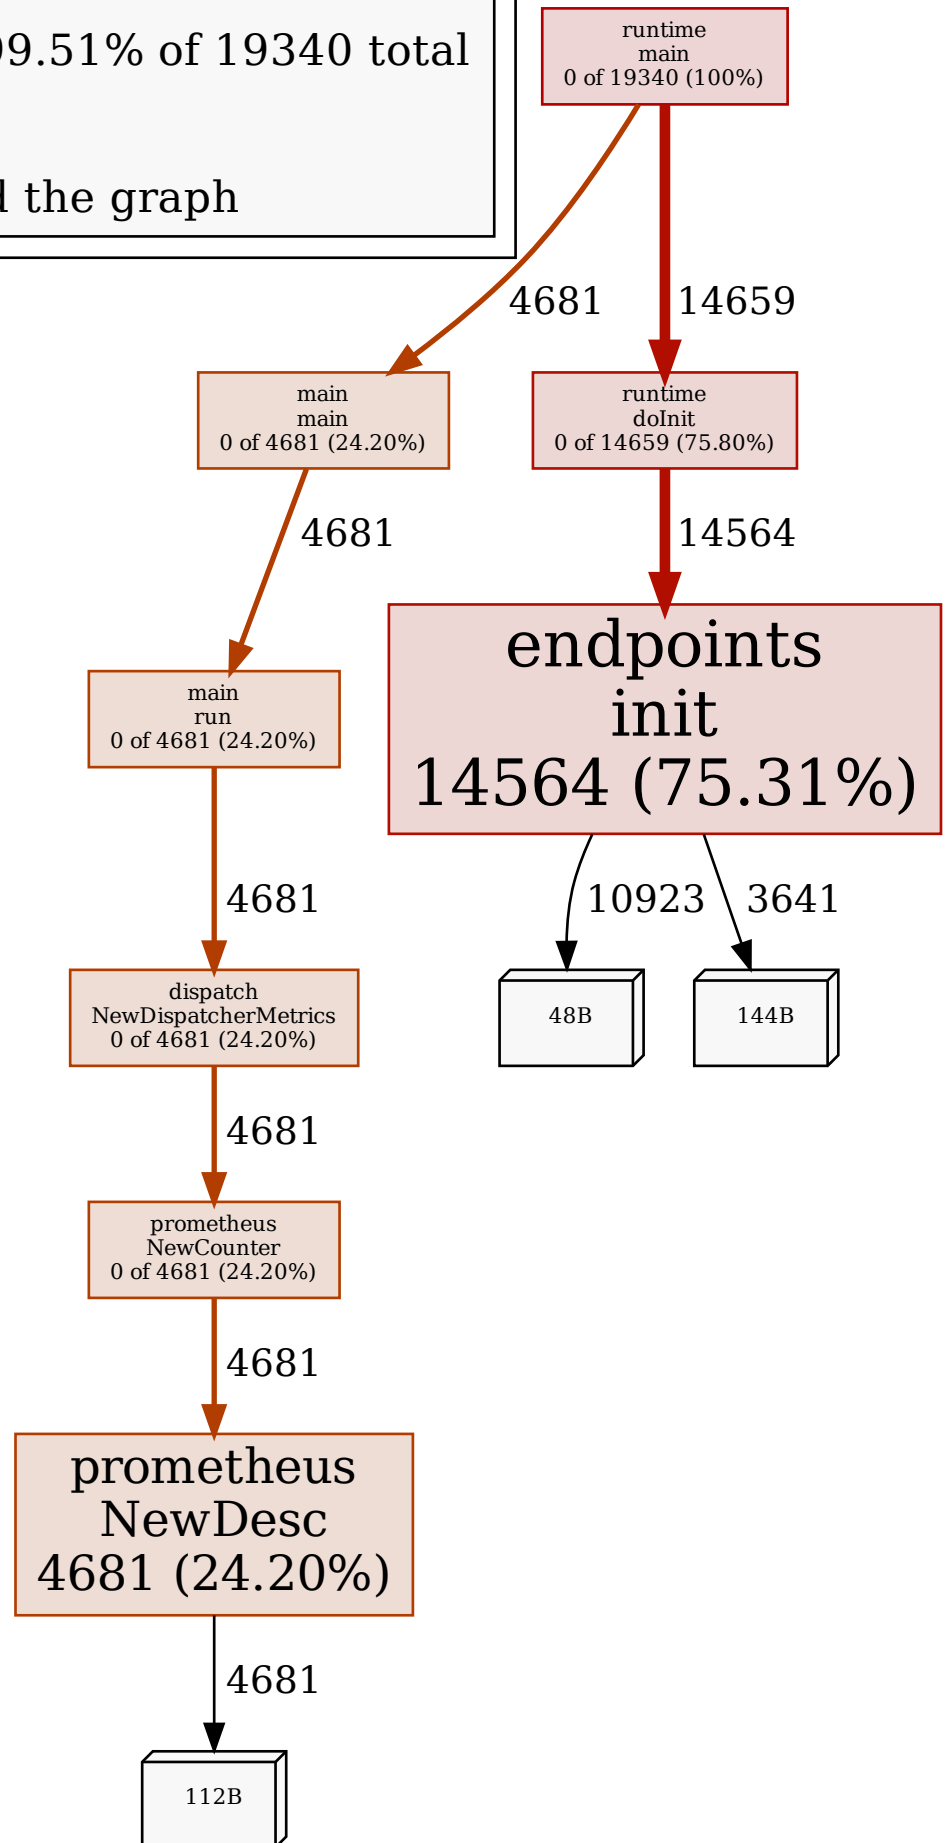 9.51% of 19340 total
the graph
runtime
main
0 of 19340 (100%)
4681
14659
main
main
0 of 4681 (24.20%)
runtime
doInit
0 of 14659 (75.80%)
4681
14564
endpoints
init
14564 (75.31%)
main
run
0 of 4681 (24.20%)
4681
10923
3641
dispatch
NewDispatcherMetrics
0 of 4681 (24.20%)
48B
144B
4681
prometheus
NewCounter
0 of 4681 (24.20%)
4681
prometheus
NewDesc
4681 (24.20%)
4681
112B